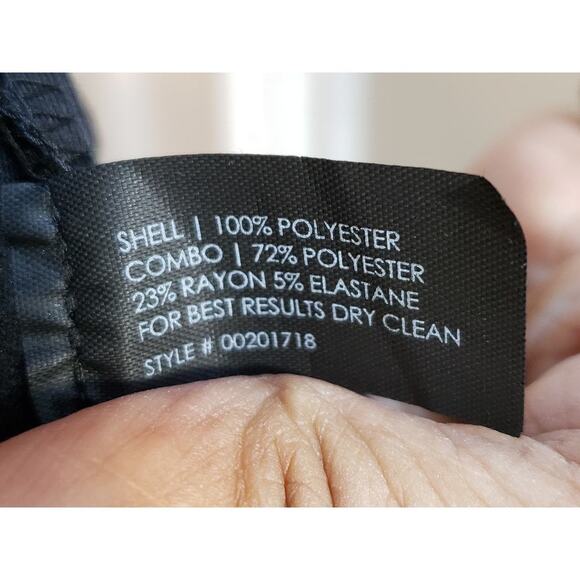 SHELL | 100% POLYESTER
COMBO | 72% POLYESTER
23% RAYON 5% ELASTANE
FOR BEST RESULTS DRY CLEAN
STYLE # 00201718